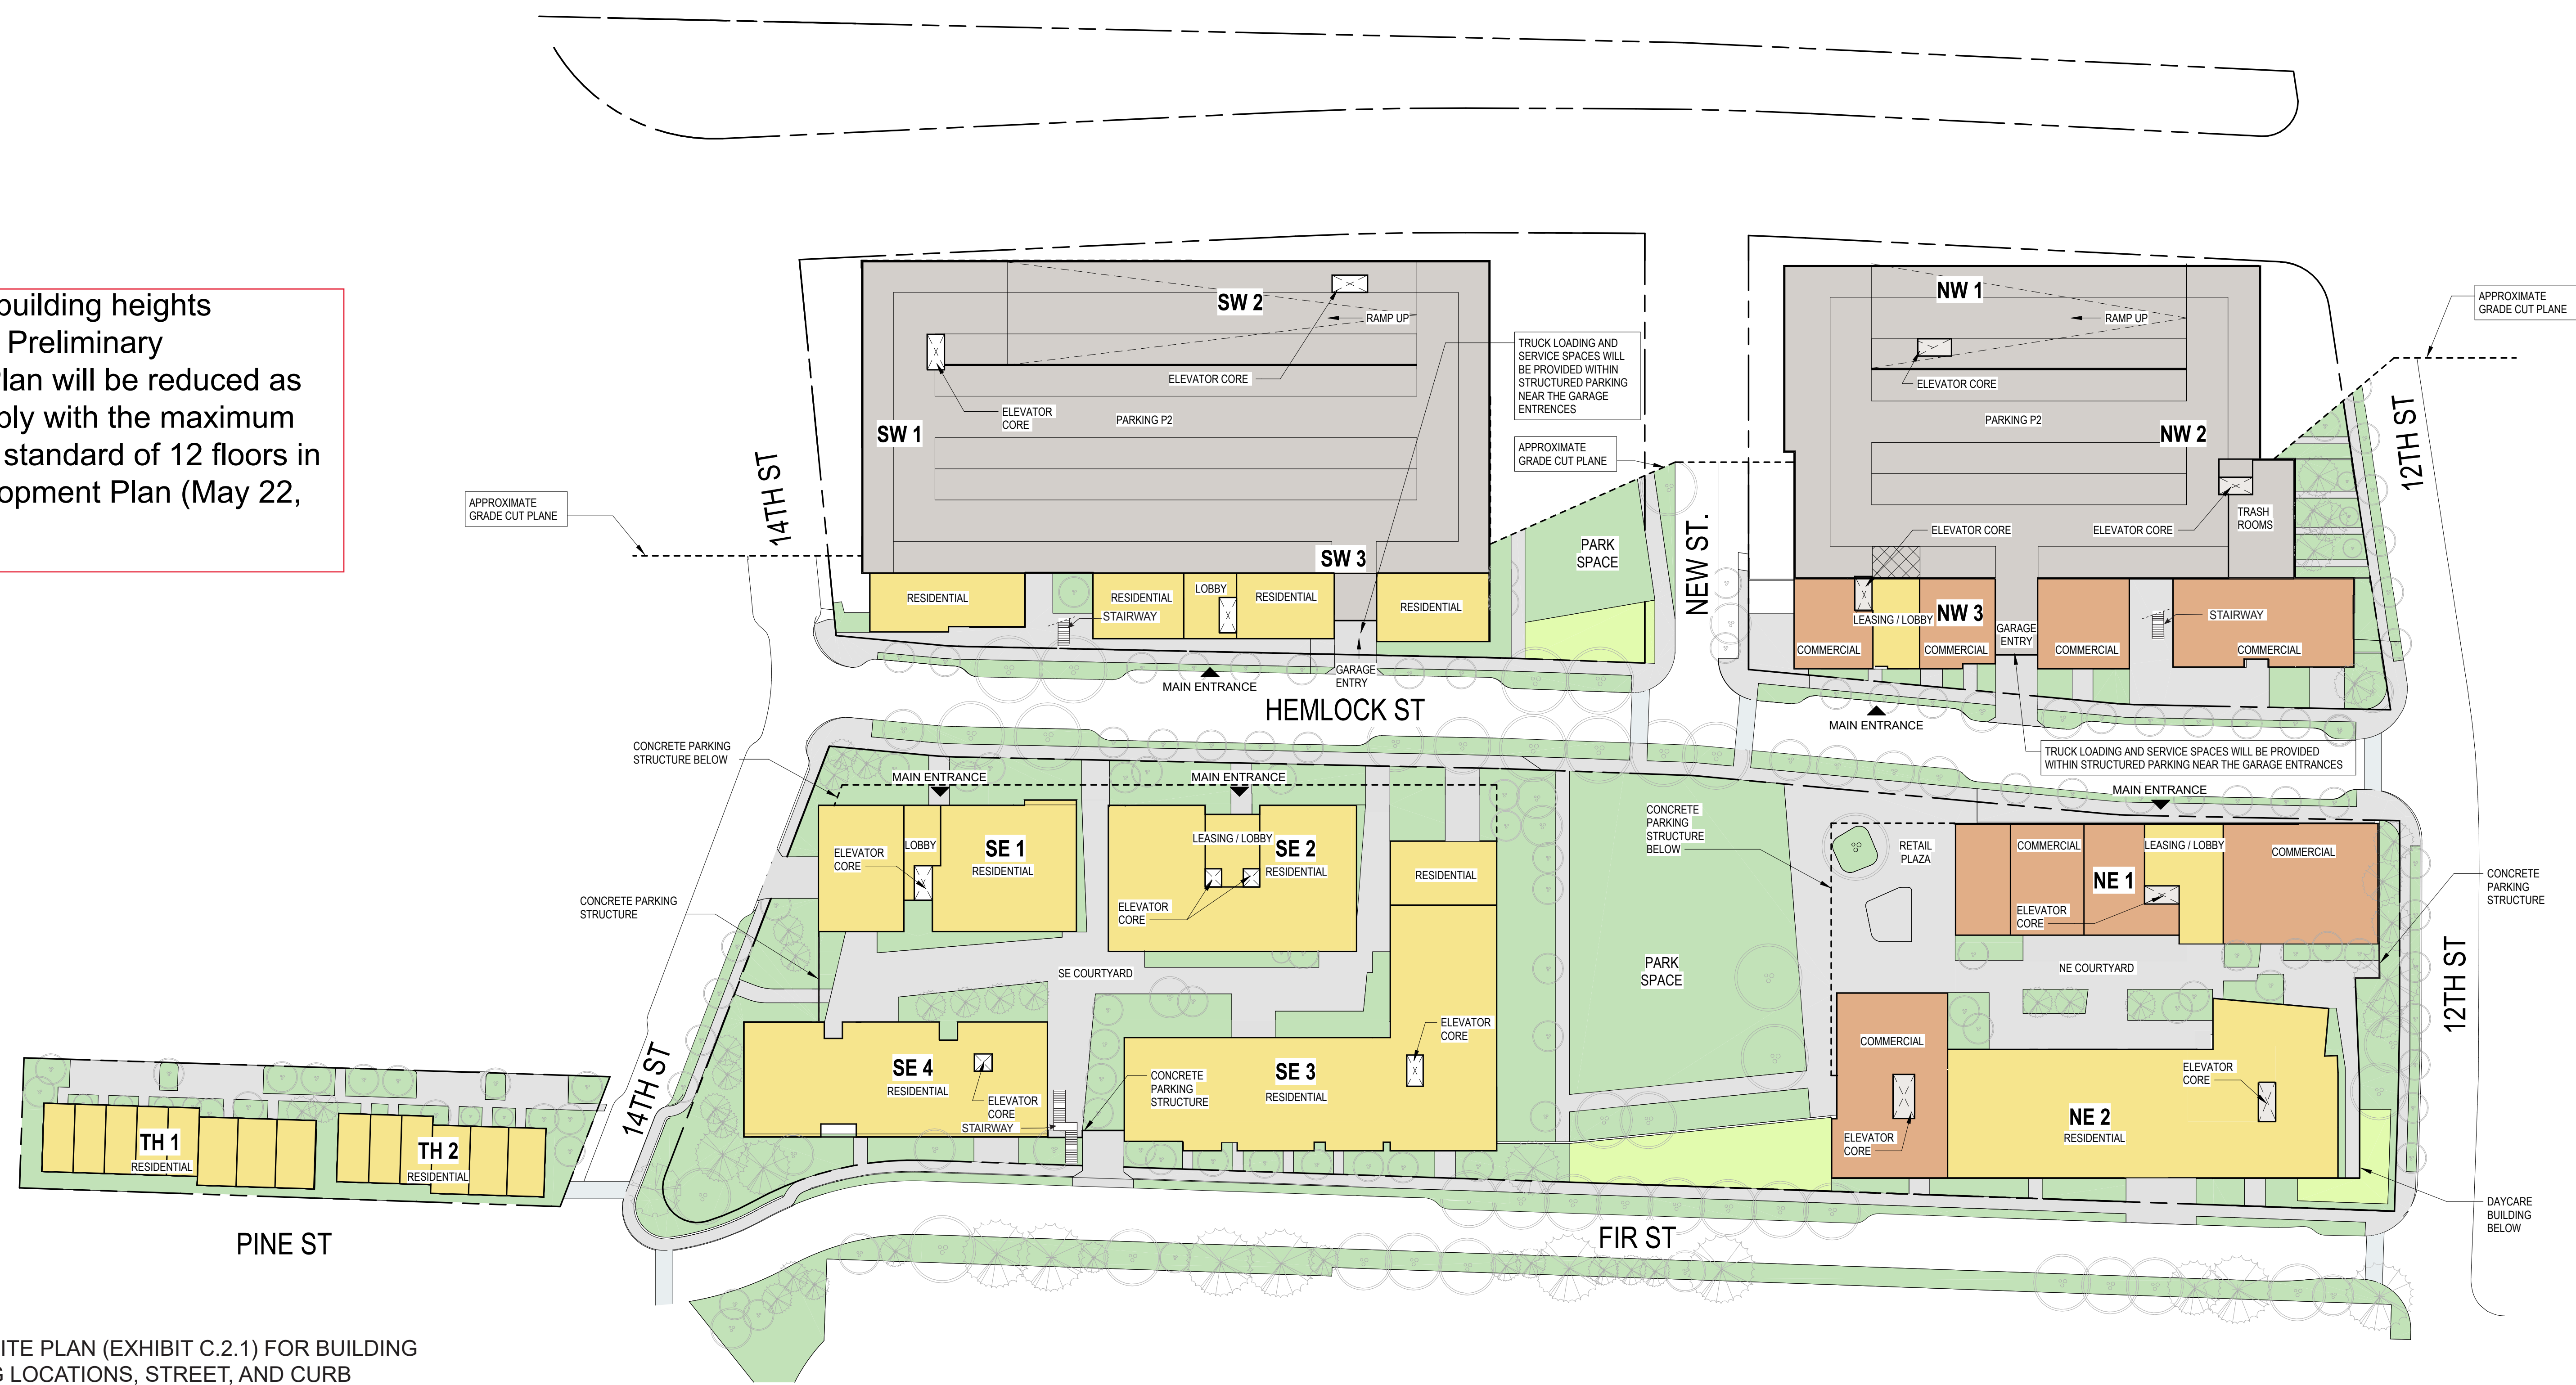 building heights
Preliminary
Plan will be reduced as
ply with the maximum
standard of 12 floors in
opment Plan (May 22,
SW 2
RAMP UP
ELEVATOR CORE
ELEVATOR
CORE
PARKING P2
SW 1
SW 3
14TH ST
APPROXIMATE
GRADE CUT PLANE
TRUCK LOADING AND
SERVICE SPACES WILL
BE PROVIDED WITHIN
STRUCTURED PARKING
NEAR THE GARAGE
ENTRENCES
APPROXIMATE
GRADE CUT PLANE
RESIDENTIAL
RESIDENTIAL
LOBBY
RESIDENTIAL
RESIDENTIAL
STAIRWAY
GARAGE
ENTRY
MAIN ENTRANCE
PARK
SPACE
NEW ST.
NW 1
RAMP UP
ELEVATOR CORE
PARKING P2
NW 2
ELEVATOR CORE
ELEVATOR CORE
TRASH
ROOMS
12TH ST
APPROXIMATE
GRADE CUT PLANE
LEASING / LOBBY
NW 3
GARAGE
ENTRY
STAIRWAY
COMMERCIAL
COMMERCIAL
COMMERCIAL
COMMERCIAL
MAIN ENTRANCE
HEMLOCK ST
TRUCK LOADING AND SERVICE SPACES WILL BE PROVIDED
WITHIN STRUCTURED PARKING NEAR THE GARAGE ENTRANCES
CONCRETE PARKING
STRUCTURE BELOW
MAIN ENTRANCE
MAIN ENTRANCE
MAIN ENTRANCE
LOBBY
ELEVATOR
CORE
SE 1
RESIDENTIAL
LEASING / LOBBY
SE 2
RESIDENTIAL
ELEVATOR
CORE
RESIDENTIAL
CONCRETE
PARKING
STRUCTURE
BELOW
RETAIL
PLAZA
COMMERCIAL
LEASING / LOBBY
COMMERCIAL
NE 1
ELEVATOR
CORE
CONCRETE
PARKING
STRUCTURE
CONCRETE PARKING
STRUCTURE
SE COURTYARD
PARK
SPACE
NE COURTYARD
12TH ST
14TH ST
SE 4
RESIDENTIAL
ELEVATOR
CORE
STAIRWAY
CONCRETE
PARKING
STRUCTURE
SE 3
RESIDENTIAL
ELEVATOR
CORE
COMMERCIAL
ELEVATOR
CORE
NE 2
RESIDENTIAL
ELEVATOR
CORE
TH 1
RESIDENTIAL
TH 2
RESIDENTIAL
DAYCARE
BUILDING
BELOW
PINE ST
FIR ST
ITE PLAN (EXHIBIT C.2.1) FOR BUILDING
G LOCATIONS, STREET, AND CURB